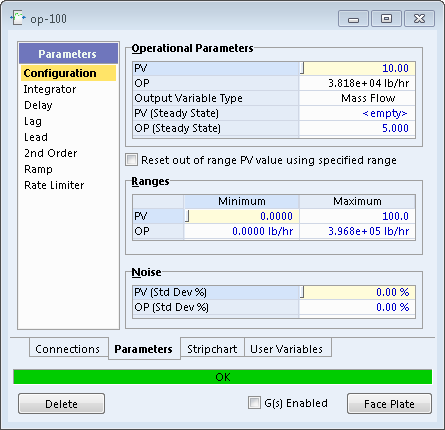 op-100
Parameters
Configuration
Integrator
Delay
Lag
Lead
2nd Order
Ramp
Rate Limiter
Operational Parameters
PV 10.00
OP 3.818e+04 lb/hr
Output Variable Type Mass Flow
PV (Steady State) <empty>
OP (Steady State) 5.000
Reset out of range PV value using specified range
Ranges
Minimum Maximum
PV 0.0000 100.0
OP 0.0000 lb/hr 3.968e+05 lb/hr
Noise
PV (Std Dev %) 0.00 %
OP (Std Dev %) 0.00 %
Connections Parameters Stripchart User Variables
OK
Delete G(s) Enabled Face Plate